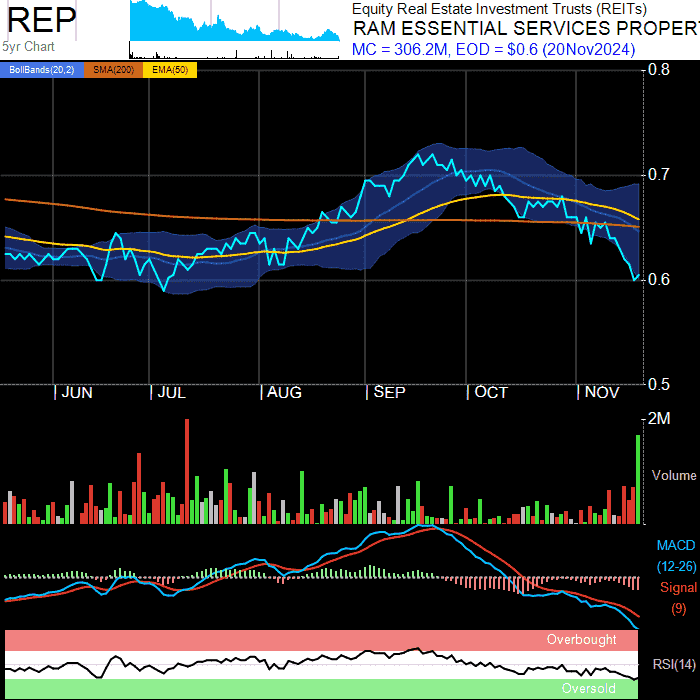 REP
Equity Real Estate Investment Trusts (REITs)
RAM ESSENTIAL SERVICES PROPER
MC = 306.2M, EOD = $0.6 (20Nov2024)
5yr Chart
BollBands(20,2) SMA(200) EMA(50)
0.8
0.7
0.6
0.5
JUN JUL AUG SEP OCT NOV
2M
Volume
MACD
(12-26)
Signal
(9)
Overbought
RSI(14)
Oversold